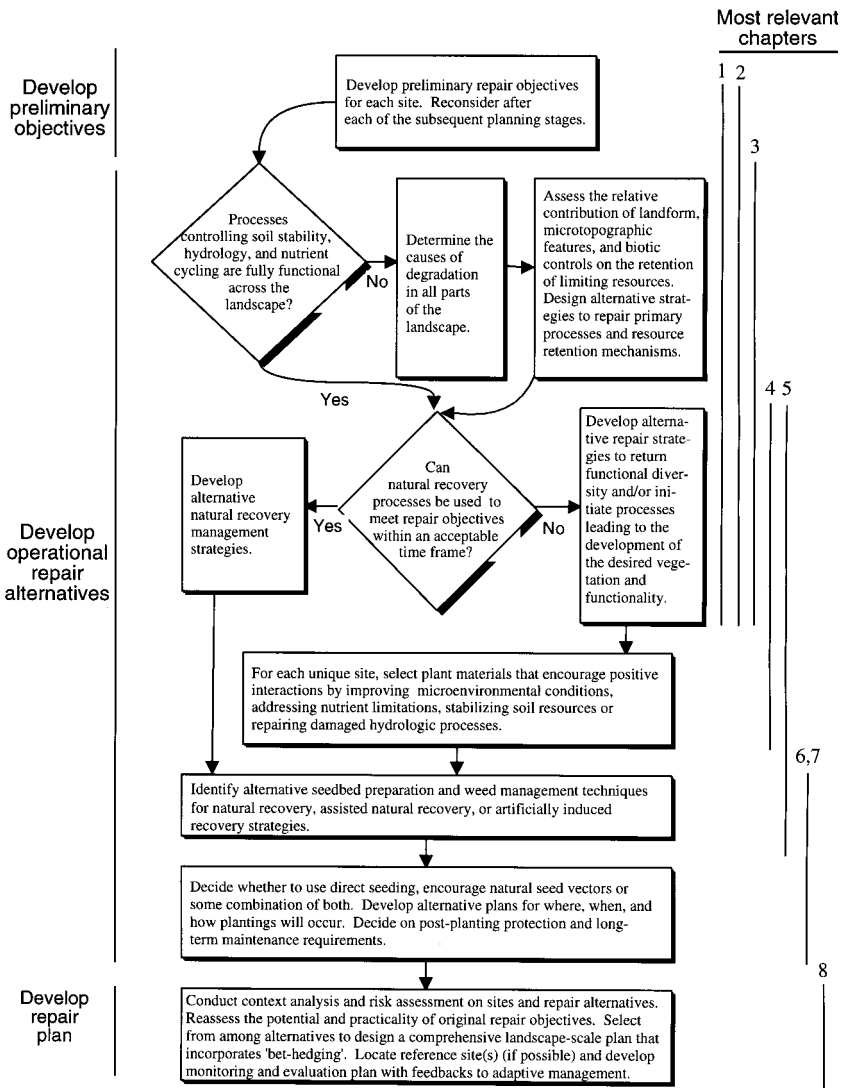 Most relevant
chapters
1
2
3
Develop
preliminary
objectives
Develop preliminary repair objectives
for each site. Reconsider after
each of the subsequent planning stages.
Processes
controlling soil stability,
hydrology, and nutrient
cycling are fully functional
across the
landscape?
No
Yes
Determine the
causes of
degradation
in all parts
of the
landscape.
Assess the relative
contribution of landform,
microtopographic
features, and biotic
controls on the retention
of limiting resources.
Design alternative strat-
egies to repair primary
processes and resource
retention mechanisms.
4 5
Develop
operational
repair
alternatives
Develop
alternative
natural recovery
management
strategies.
Can
natural recovery
processes be used to
meet repair objectives
within an acceptable
time frame?
Yes
No
Develop alterna-
tive repair strate-
gies to return
functional diver-
sity and/or ini-
tiate processes
leading to the
development of
the desired vege-
tation and
functionality.
For each unique site, select plant materials that encourage positive
interactions by improving microenvironmental conditions,
addressing nutrient limitations, stabilizing soil resources or
repairing damaged hydrologic processes.
6,7
Identify alternative seedbed preparation and weed management techniques
for natural recovery, assisted natural recovery, or artificially induced
recovery strategies.
Decide whether to use direct seeding, encourage natural seed vectors or
some combination of both. Develop alternative plans for where, when, and
how plantings will occur. Decide on post-planting protection and long-
term maintenance requirements.
8
Develop
repair
plan
Conduct context analysis and risk assessment on sites and repair alternatives.
Reassess the potential and practicality of original repair objectives. Select
from among alternatives to design a comprehensive landscape-scale plan that
incorporates 'bet-hedging'. Locate reference site(s) (if possible) and develop
monitoring and evaluation plan with feedbacks to adaptive management.